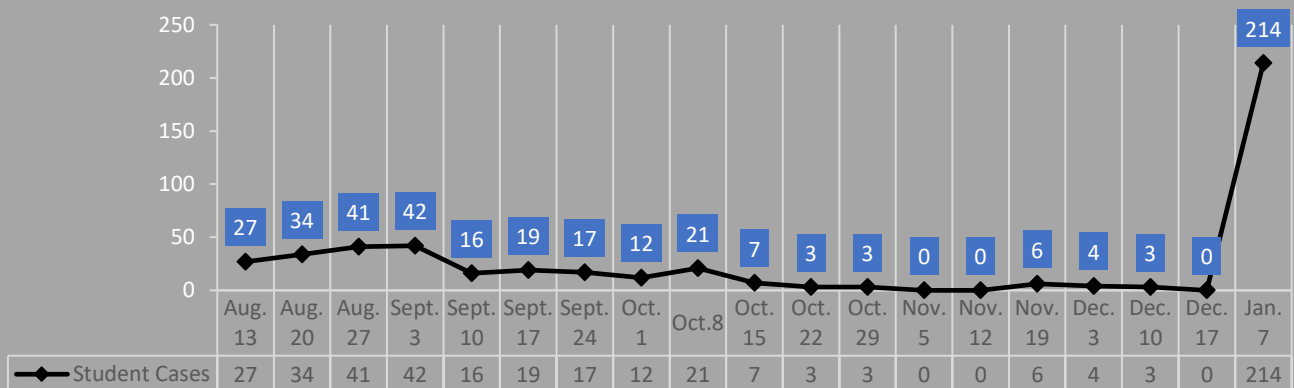 250
200
150
100
50
0
27 34 41 42 16 19 17 12 21 7 3 3 0 0 6 4 3 0 214
Aug. Aug. Aug. Sept. Sept. Sept. Sept. Oct. Oct.8 Oct. Oct. Oct. Nov. Nov. Nov. Dec. Dec. Dec. Jan.
13 20 27 3 10 17 24 1 15 22 29 5 12 19 3 10 17 7
Student Cases 27 34 41 42 16 19 17 12 21 7 3 3 0 0 6 4 3 0 214